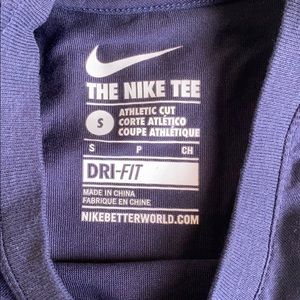 THE NIKE TEE
S
ATHLETIC CUT
CORTE ATLÉTICO
COUPE ATHLÉTIQUE
S P CH
DRI-FIT
MADE IN CHINA
FABRIQUE EN CHINE
NIKEBETTERWORLD.COM